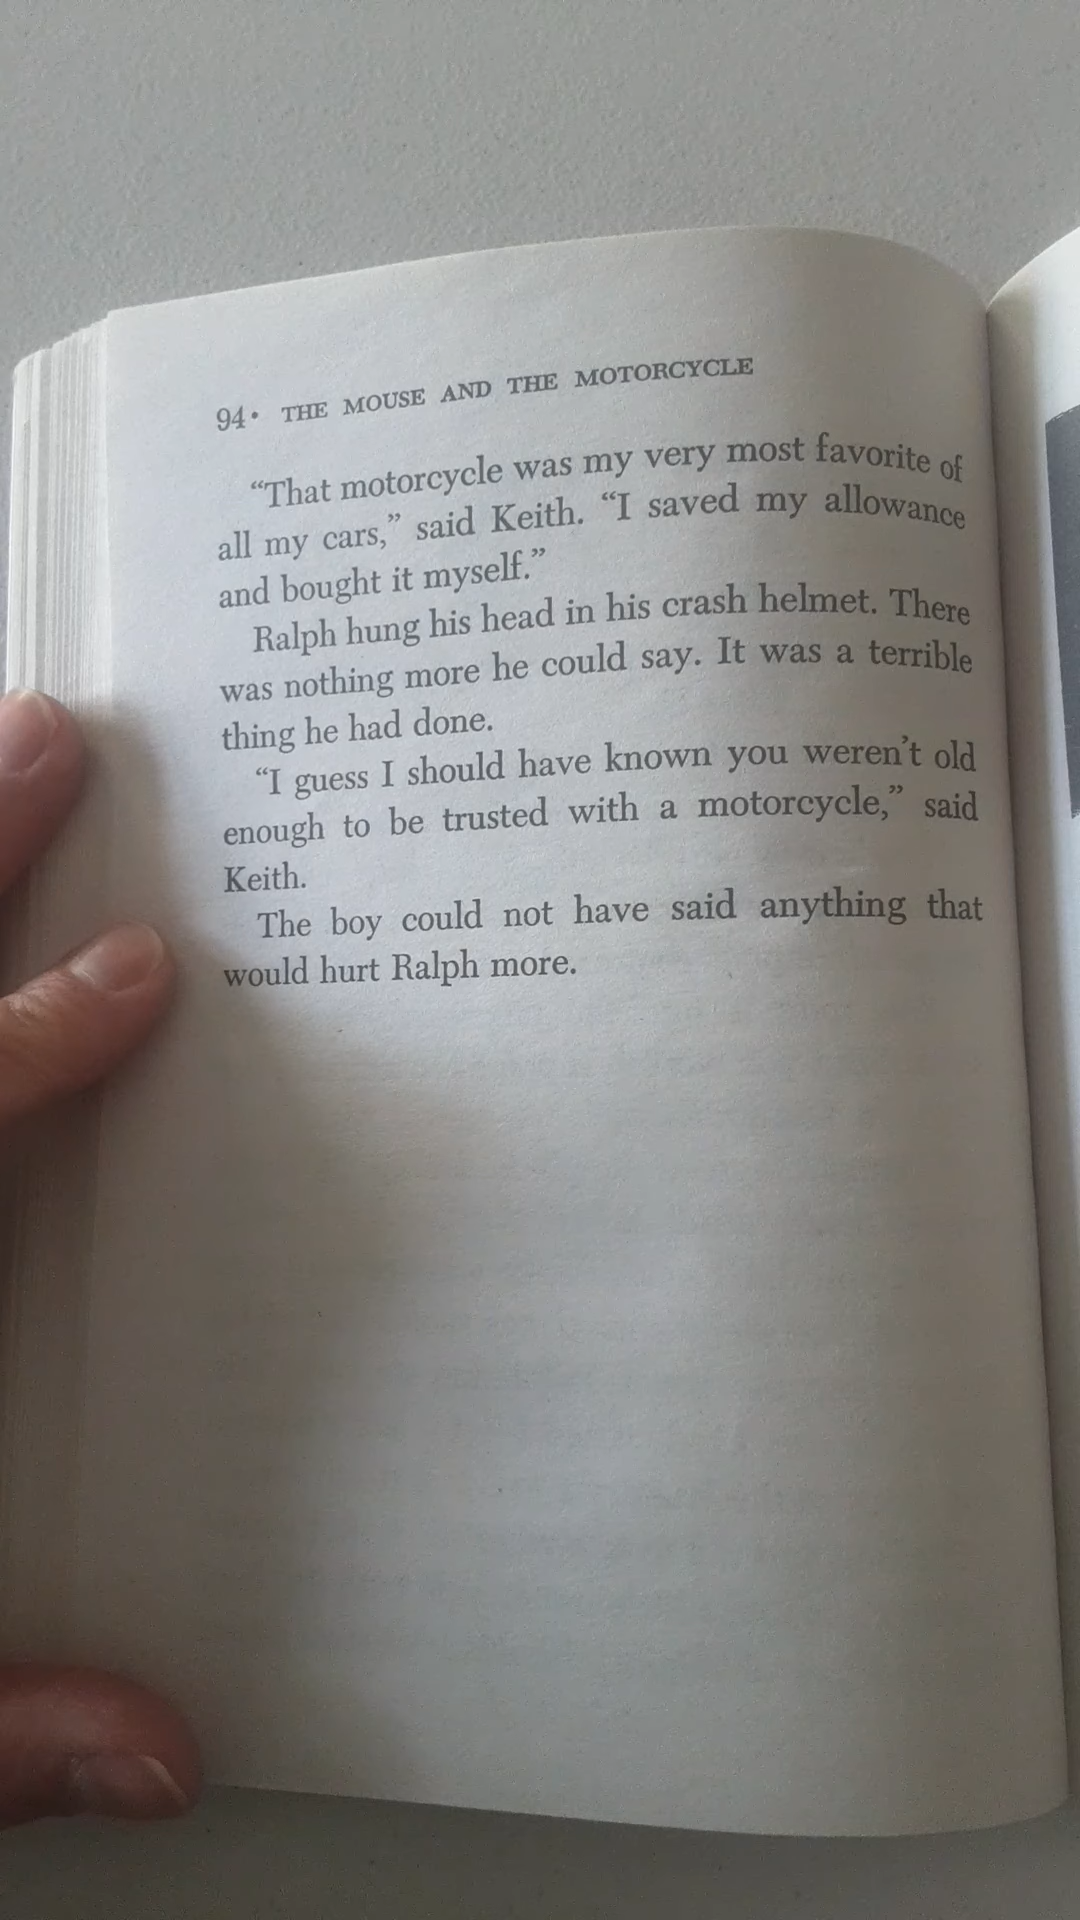 94• THE MOUSE AND THE MOTORCYCLE
“That motorcycle was my very most favorite of
all my cars,” said Keith. “I saved my allowance
and bought it myself.”
Ralph hung his head in his crash helmet. There
was nothing more he could say. It was a terrible
thing he had done.
“I guess I should have known you weren’t old
enough to be trusted with a motorcycle,” said
Keith.
The boy could not have said anything that
would hurt Ralph more.